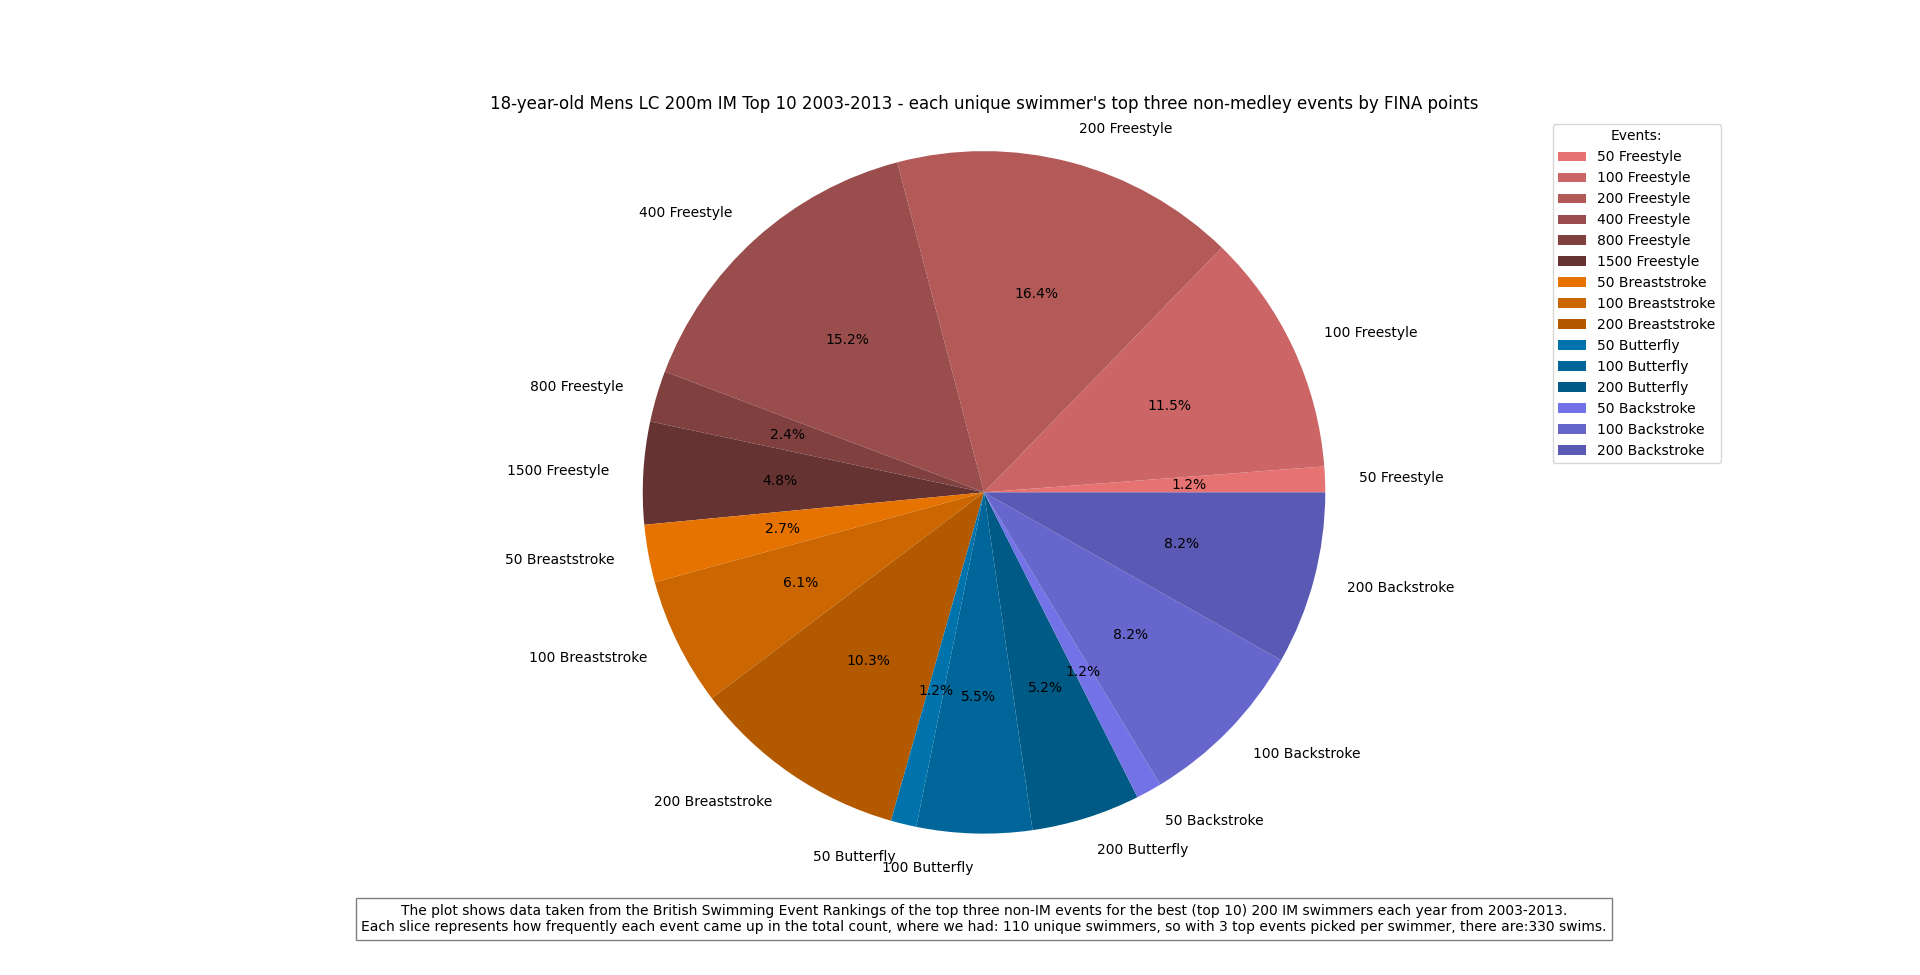 18-year-old Mens LC 200m IM Top 10 2003-2013 - each unique swimmer's top three non-medley events by FINA points
200 Freestyle
400 Freestyle
100 Freestyle
800 Freestyle
1500 Freestyle
50 Freestyle
50 Breaststroke
200 Backstroke
100 Breaststroke
100 Backstroke
200 Breaststroke
50 Backstroke
200 Butterfly
50 Butterfly
100 Butterfly
16.4%
15.2%
11.5%
2.4%
4.8%
1.2%
2.7%
8.2%
6.1%
8.2%
10.3%
1.2%
5.5%
5.2%
1.2%
Events:
50 Freestyle
100 Freestyle
200 Freestyle
400 Freestyle
800 Freestyle
1500 Freestyle
50 Breaststroke
100 Breaststroke
200 Breaststroke
50 Butterfly
100 Butterfly
200 Butterfly
50 Backstroke
100 Backstroke
200 Backstroke
The plot shows data taken from the British Swimming Event Rankings of the top three non-IM events for the best (top 10) 200 IM swimmers each year from 2003-2013.
Each slice represents how frequently each event came up in the total count, where we had: 110 unique swimmers, so with 3 top events picked per swimmer, there are:330 swims.